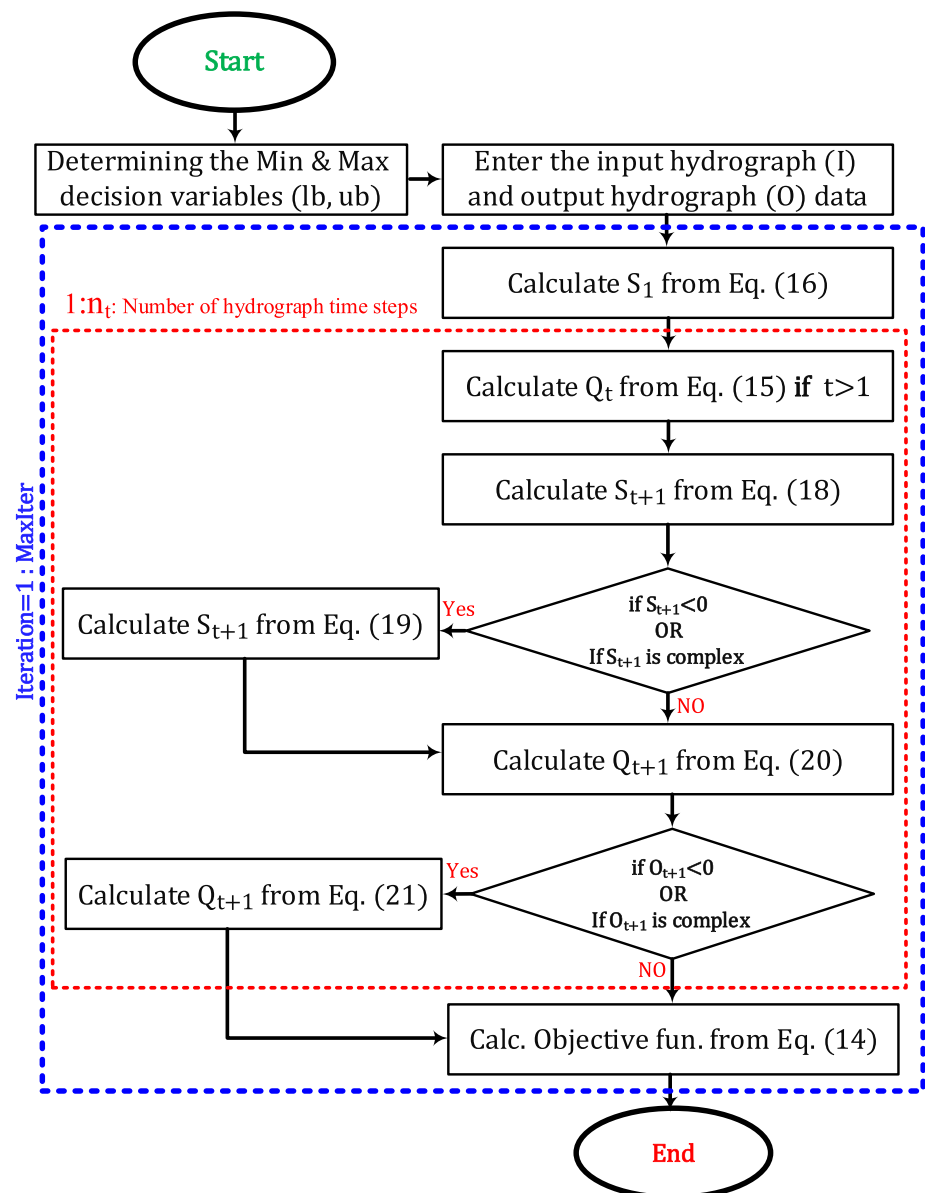 Start
Determining the Min & Max
decision variables (lb, ub)
Enter the input hydrograph (I)
and output hydrograph (O) data
Calculate S₁ from Eq. (16)
1:nₜ: Number of hydrograph time steps
Calculate Qₜ from Eq. (15) if t>1
Calculate Sₜ₊₁ from Eq. (18)
Iteration=1 : MaxIter
if Sₜ₊₁<0
OR
If Sₜ₊₁ is complex
Yes
Calculate Sₜ₊₁ from Eq. (19)
NO
Calculate Qₜ₊₁ from Eq. (20)
if Oₜ₊₁<0
OR
If Oₜ₊₁ is complex
Yes
Calculate Qₜ₊₁ from Eq. (21)
NO
Calc. Objective fun. from Eq. (14)
End